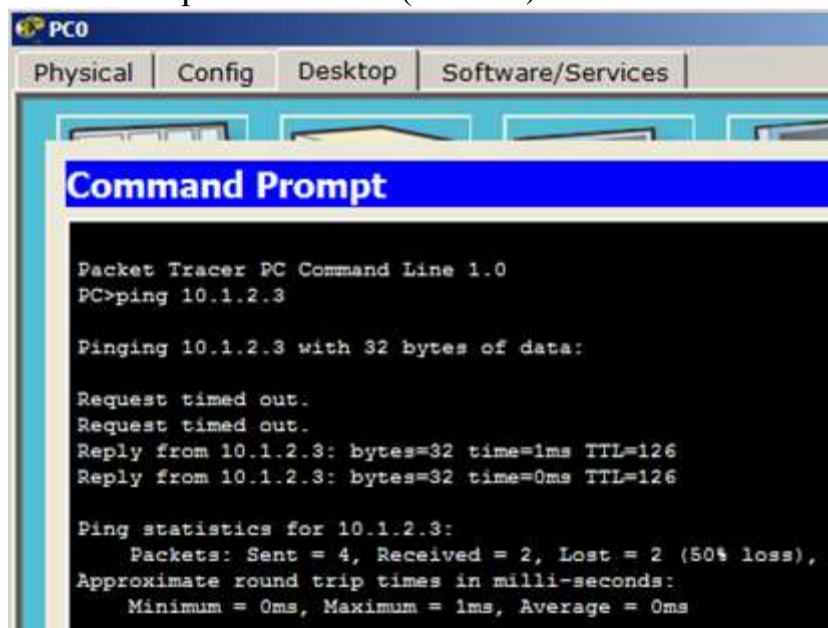 PC0
Physical Config Desktop Software/Services
Command Prompt
Packet Tracer PC Command Line 1.0
PC>ping 10.1.2.3
Pinging 10.1.2.3 with 32 bytes of data:
Request timed out.
Request timed out.
Reply from 10.1.2.3: bytes=32 time=1ms TTL=126
Reply from 10.1.2.3: bytes=32 time=0ms TTL=126
Ping statistics for 10.1.2.3:
Packets: Sent = 4, Received = 2, Lost = 2 (50% loss),
Approximate round trip times in milli-seconds:
Minimum = 0ms, Maximum = 1ms, Average = 0ms